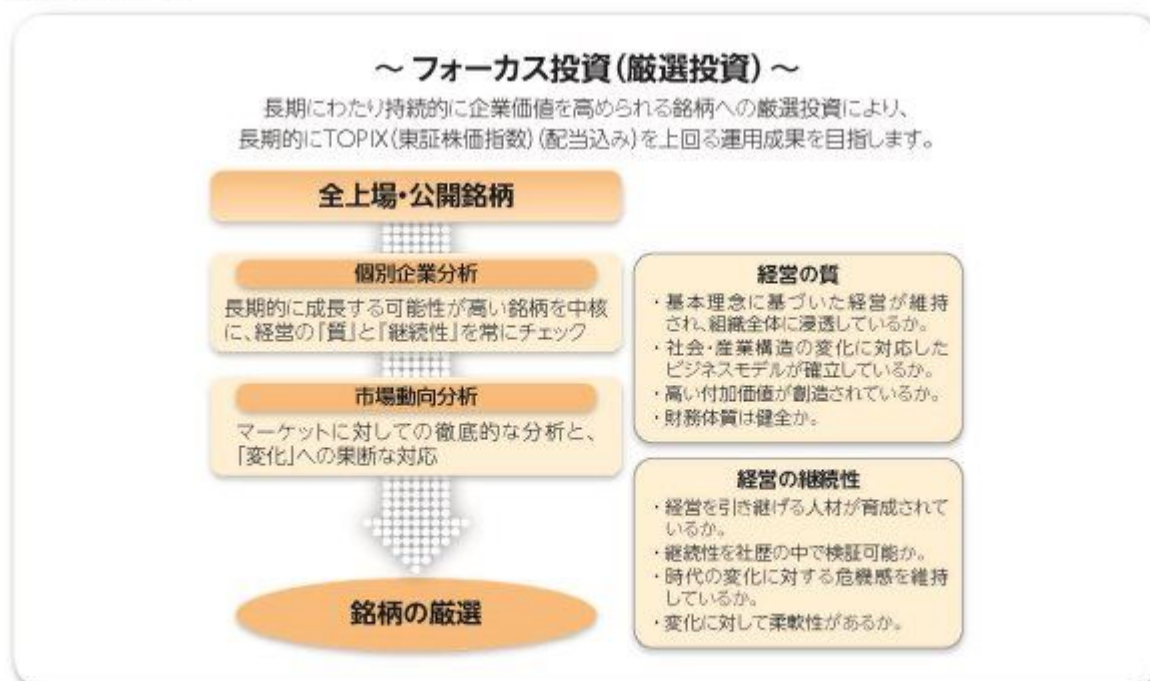 ～ フォーカス投資（厳選投資）～
長期にわたり持続的に企業価値を高められる銘柄への厳選投資により、
長期的にTOPIX（東証株価指数）（配当込み）を上回る運用成果を目指します。
全上場・公開銘柄
個別企業分析
長期的に成長する可能性が高い銘柄を中核
に、経営の「質」と「継続性」を常にチェック
市場動向分析
マーケットに対しての徹底的な分析と、
「変化」への果断な対応
銘柄の厳選
経営の質
・基本理念に基づいた経営が維持
され、組織全体に浸透しているか。
・社会・産業構造の変化に対応した
ビジネスモデルが確立しているか。
・高い付加価値が創造されているか。
・財務体質は健全か。
経営の継続性
・経営を引き継げる人材が育成されて
いるか。
・継続性を社歴の中で検証可能か。
・時代の変化に対する危機感を維持
しているか。
・変化に対して柔軟性があるか。